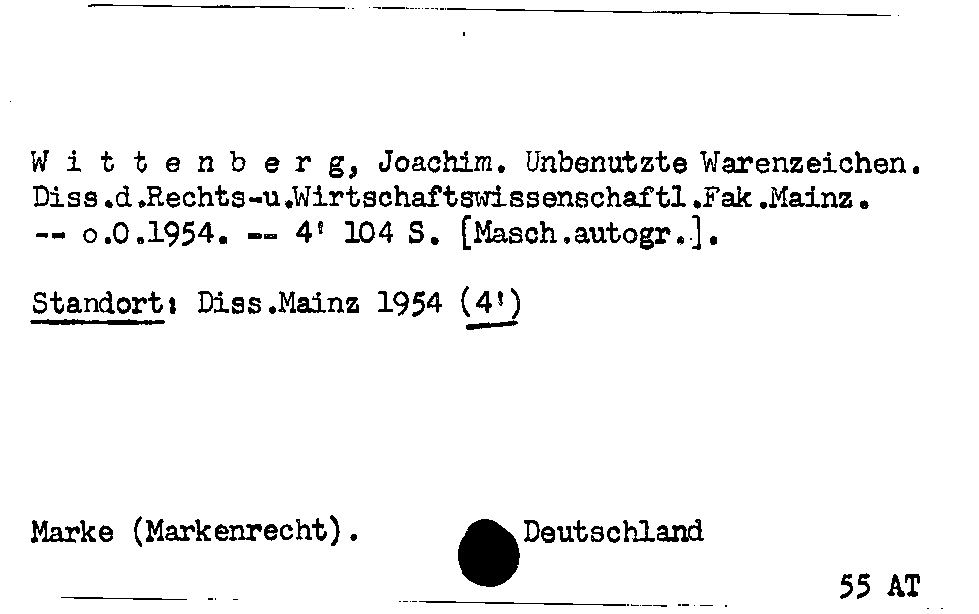 W i t t e n b e r g, Joachim. Unbenutzte Warenzeichen.
Diss.d.Rechts-u.Wirtschaftswissenschaftl.Fak.Mainz.
-- o.O.1954. -- 4' 104 S. [Masch.autogr.].
Standort: Diss.Mainz 1954 (4')
Marke (Markenrecht). Deutschland
55 AT